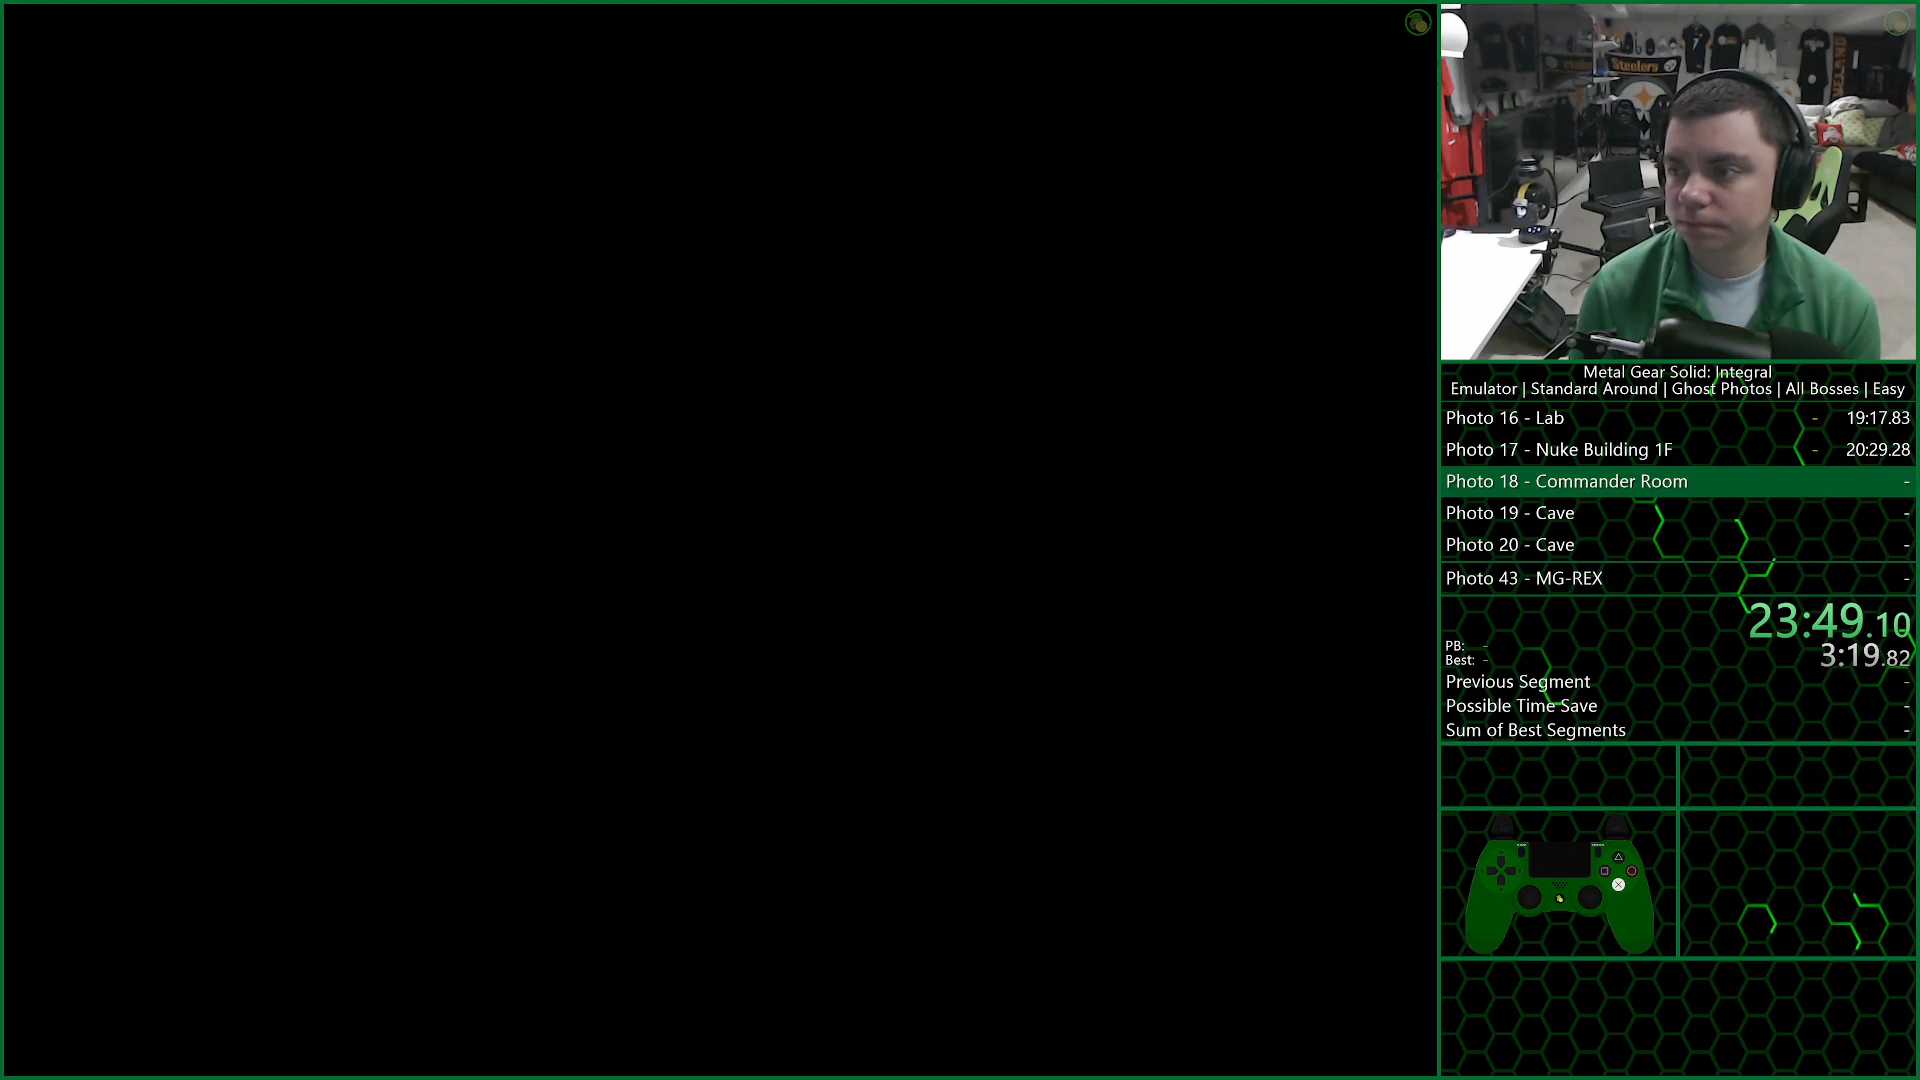 Steelers
Metal Gear Solid: Integral
Emulator | Standard Around | Ghost Photos | All Bosses | Easy
Photo 16 - Lab - 19:17.83
Photo 17 - Nuke Building 1F - 20:29.28
Photo 18 - Commander Room -
Photo 19 - Cave -
Photo 20 - Cave -
Photo 43 - MG-REX -
23:49.10
PB: -
3:19.82
Best: -
Previous Segment -
Possible Time Save -
Sum of Best Segments -